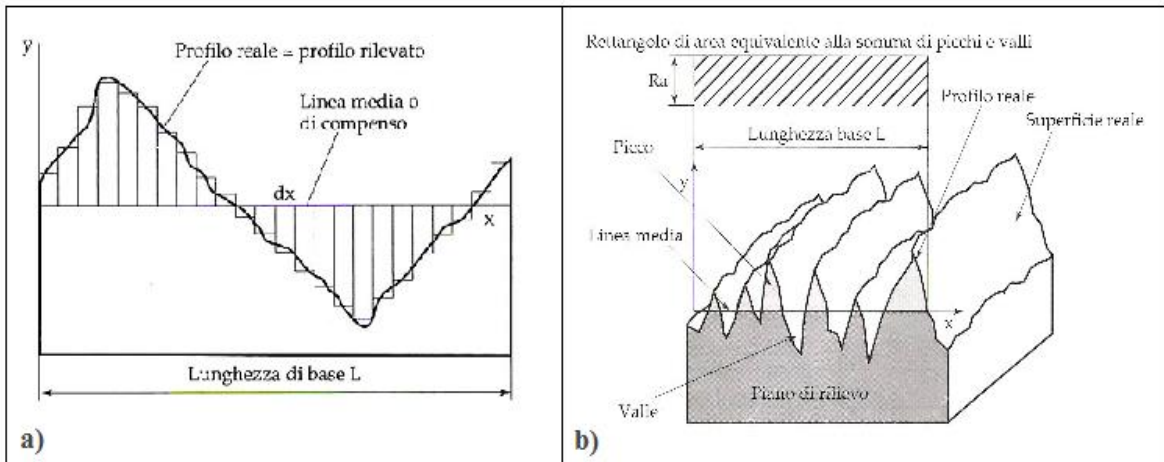 y
Profilo reale = profilo rilevato
Linea media o
di compenso
dx
x
Lunghezza di base L
a)
Rettangolo di area equivalente alla somma di picchi e valli
Ra
Profilo reale
Superficie reale
Lunghezza base L
Picco
y
Linea media
x
Piano di rilievo
Valle
b)